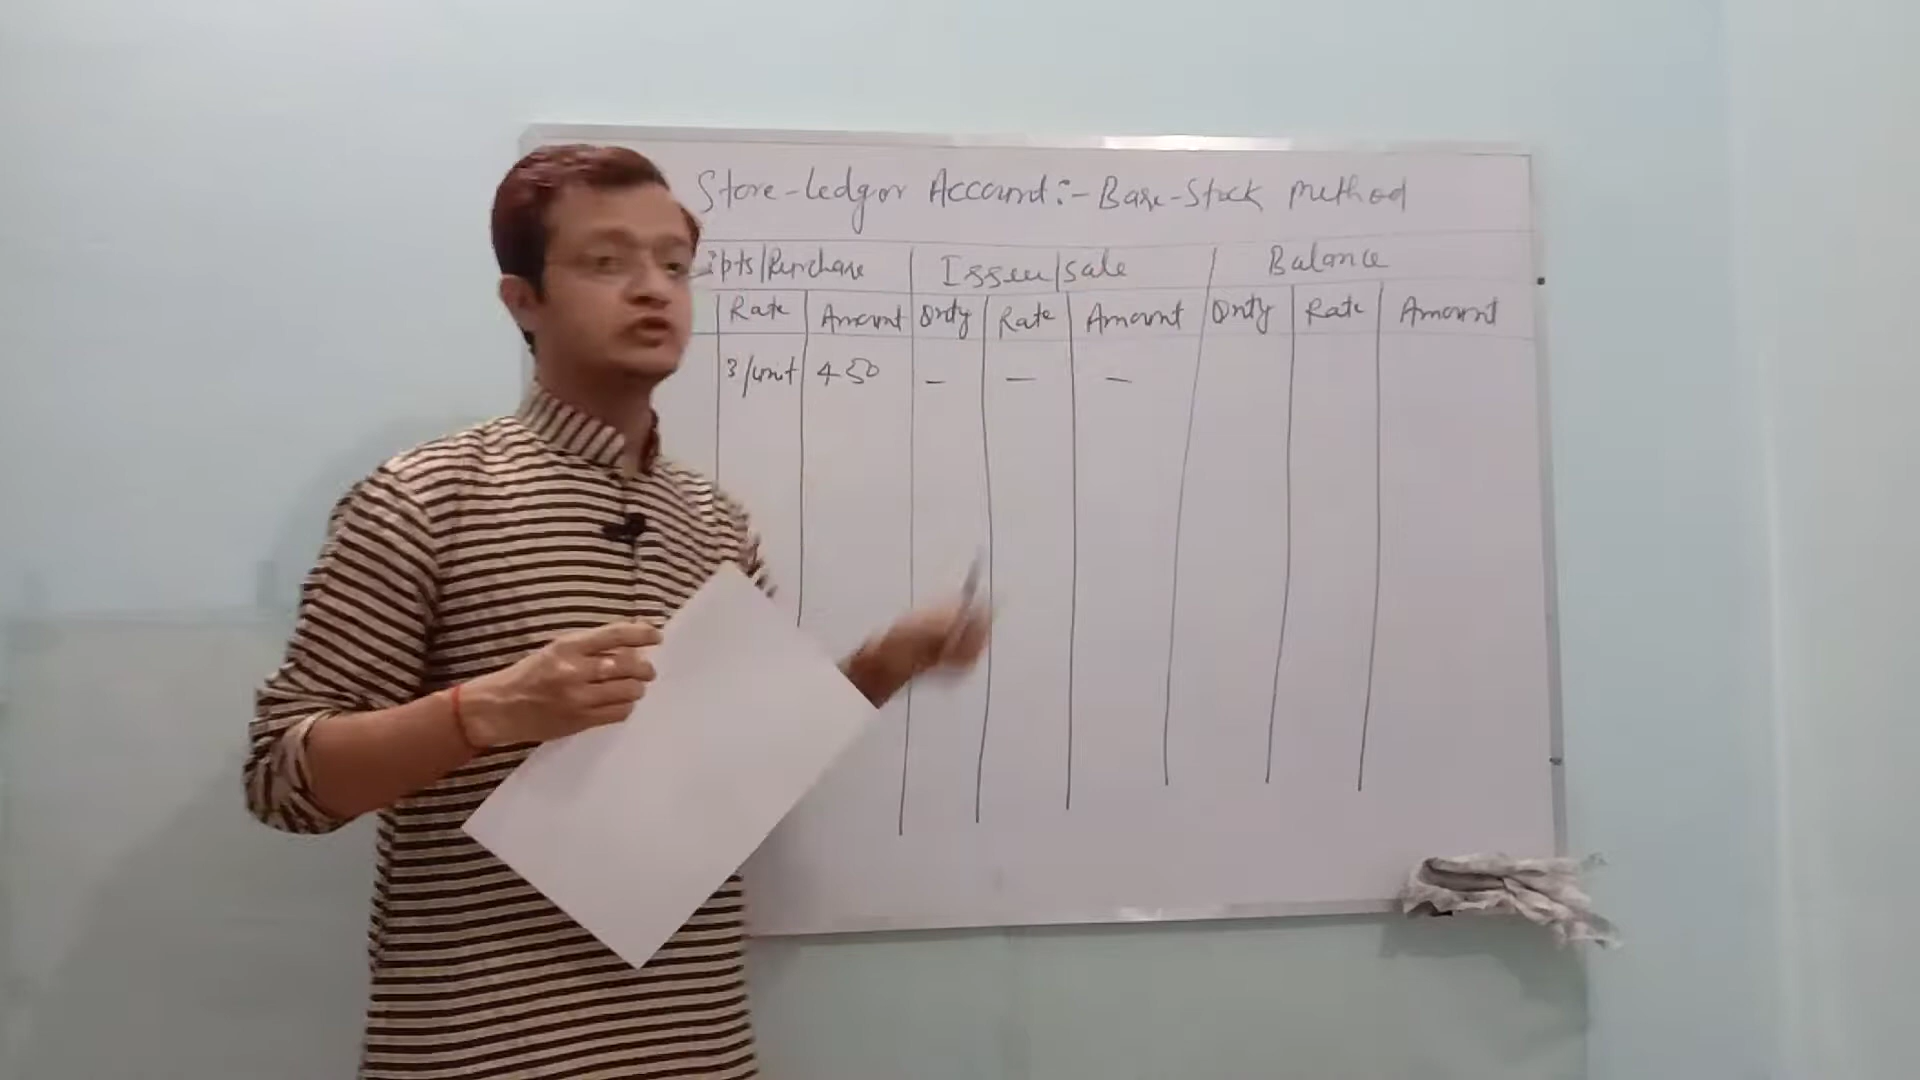 Store-Ledger Account:- Base-Stock Method
ipts/Purchase Issue/sale Balance
Rate Amount Qnty Rate Amount Qnty Rate Amount
3/unit 450 - - -